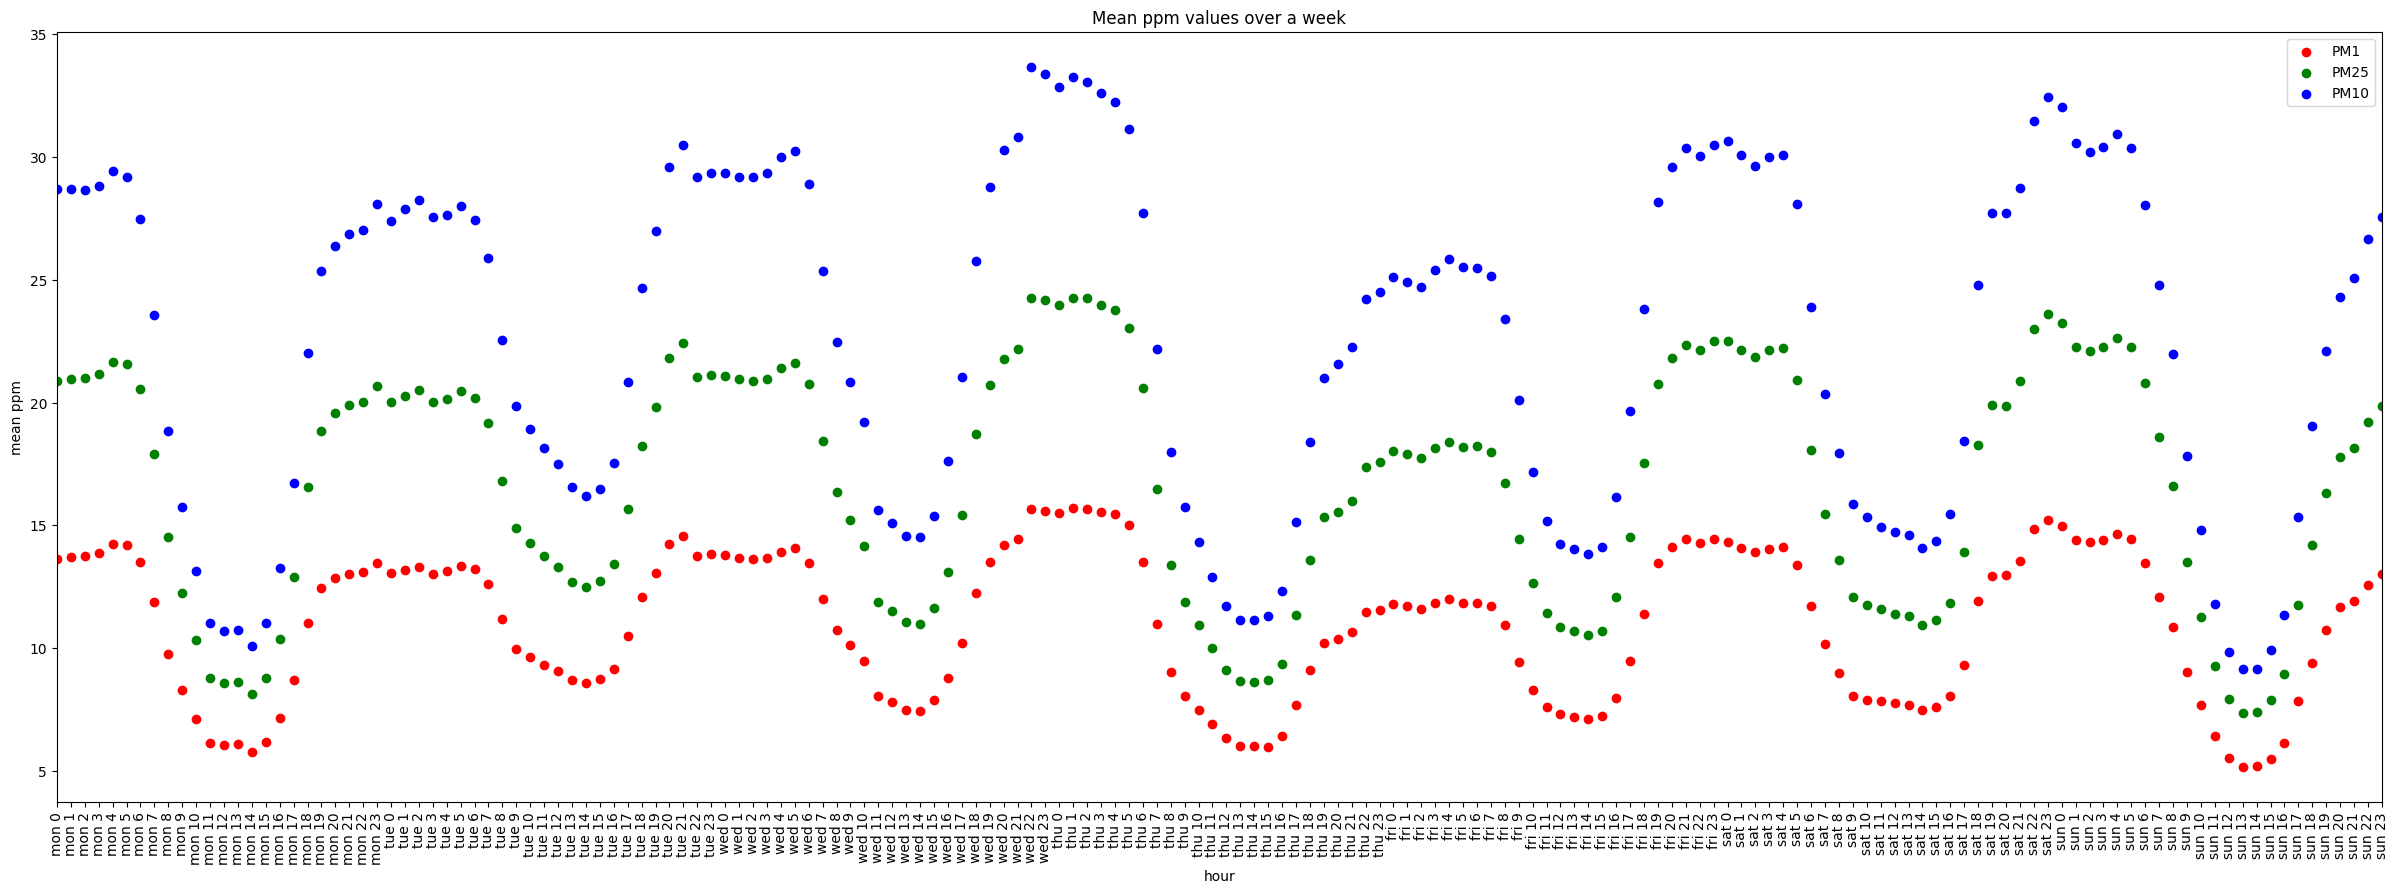 Mean ppm values over a week
PM1
PM25
PM10
mean ppm
35
30
25
20
15
10
5
mon 0 mon 1 mon 2 mon 3 mon 4 mon 5 mon 6 mon 7 mon 8 mon 9 mon 10 mon 11 mon 12 mon 13 mon 14 mon 15 mon 16 mon 17 mon 18 mon 19 mon 20 mon 21 mon 22 mon 23 tue 0 tue 1 tue 2 tue 3 tue 4 tue 5 tue 6 tue 7 tue 8 tue 9 tue 10 tue 11 tue 12 tue 13 tue 14 tue 15 tue 16 tue 17 tue 18 tue 19 tue 20 tue 21 tue 22 tue 23 wed 0 wed 1 wed 2 wed 3 wed 4 wed 5 wed 6 wed 7 wed 8 wed 9 wed 10 wed 11 wed 12 wed 13 wed 14 wed 15 wed 16 wed 17 wed 18 wed 19 wed 20 wed 21 wed 22 wed 23 thu 0 thu 1 thu 2 thu 3 thu 4 thu 5 thu 6 thu 7 thu 8 thu 9 thu 10 thu 11 thu 12 thu 13 thu 14 thu 15 thu 16 thu 17 thu 18 thu 19 thu 20 thu 21 thu 22 thu 23 fri 0 fri 1 fri 2 fri 3 fri 4 fri 5 fri 6 fri 7 fri 8 fri 9 fri 10 fri 11 fri 12 fri 13 fri 14 fri 15 fri 16 fri 17 fri 18 fri 19 fri 20 fri 21 fri 22 fri 23 sat 0 sat 1 sat 2 sat 3 sat 4 sat 5 sat 6 sat 7 sat 8 sat 9 sat 10 sat 11 sat 12 sat 13 sat 14 sat 15 sat 16 sat 17 sat 18 sat 19 sat 20 sat 21 sat 22 sat 23 sun 0 sun 1 sun 2 sun 3 sun 4 sun 5 sun 6 sun 7 sun 8 sun 9 sun 10 sun 11 sun 12 sun 13 sun 14 sun 15 sun 16 sun 17 sun 18 sun 19 sun 20 sun 21 sun 22 sun 23
hour